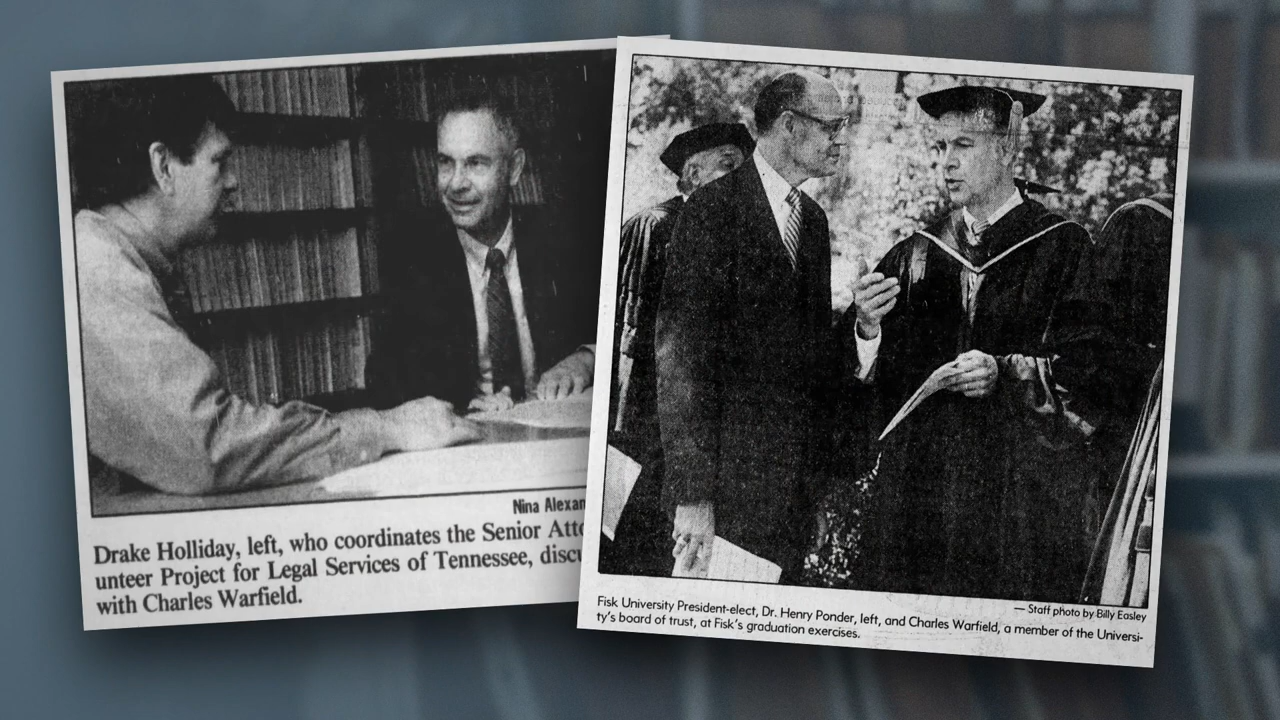 Nina Alexan
Drake Holliday, left, who coordinates the Senior Atto
unteer Project for Legal Services of Tennessee, discu
with Charles Warfield.
— Staff photo by Billy Easley
Fisk University President-elect, Dr. Henry Ponder, left, and Charles Warfield, a member of the Universi-
ty's board of trust, at Fisk's graduation exercises.